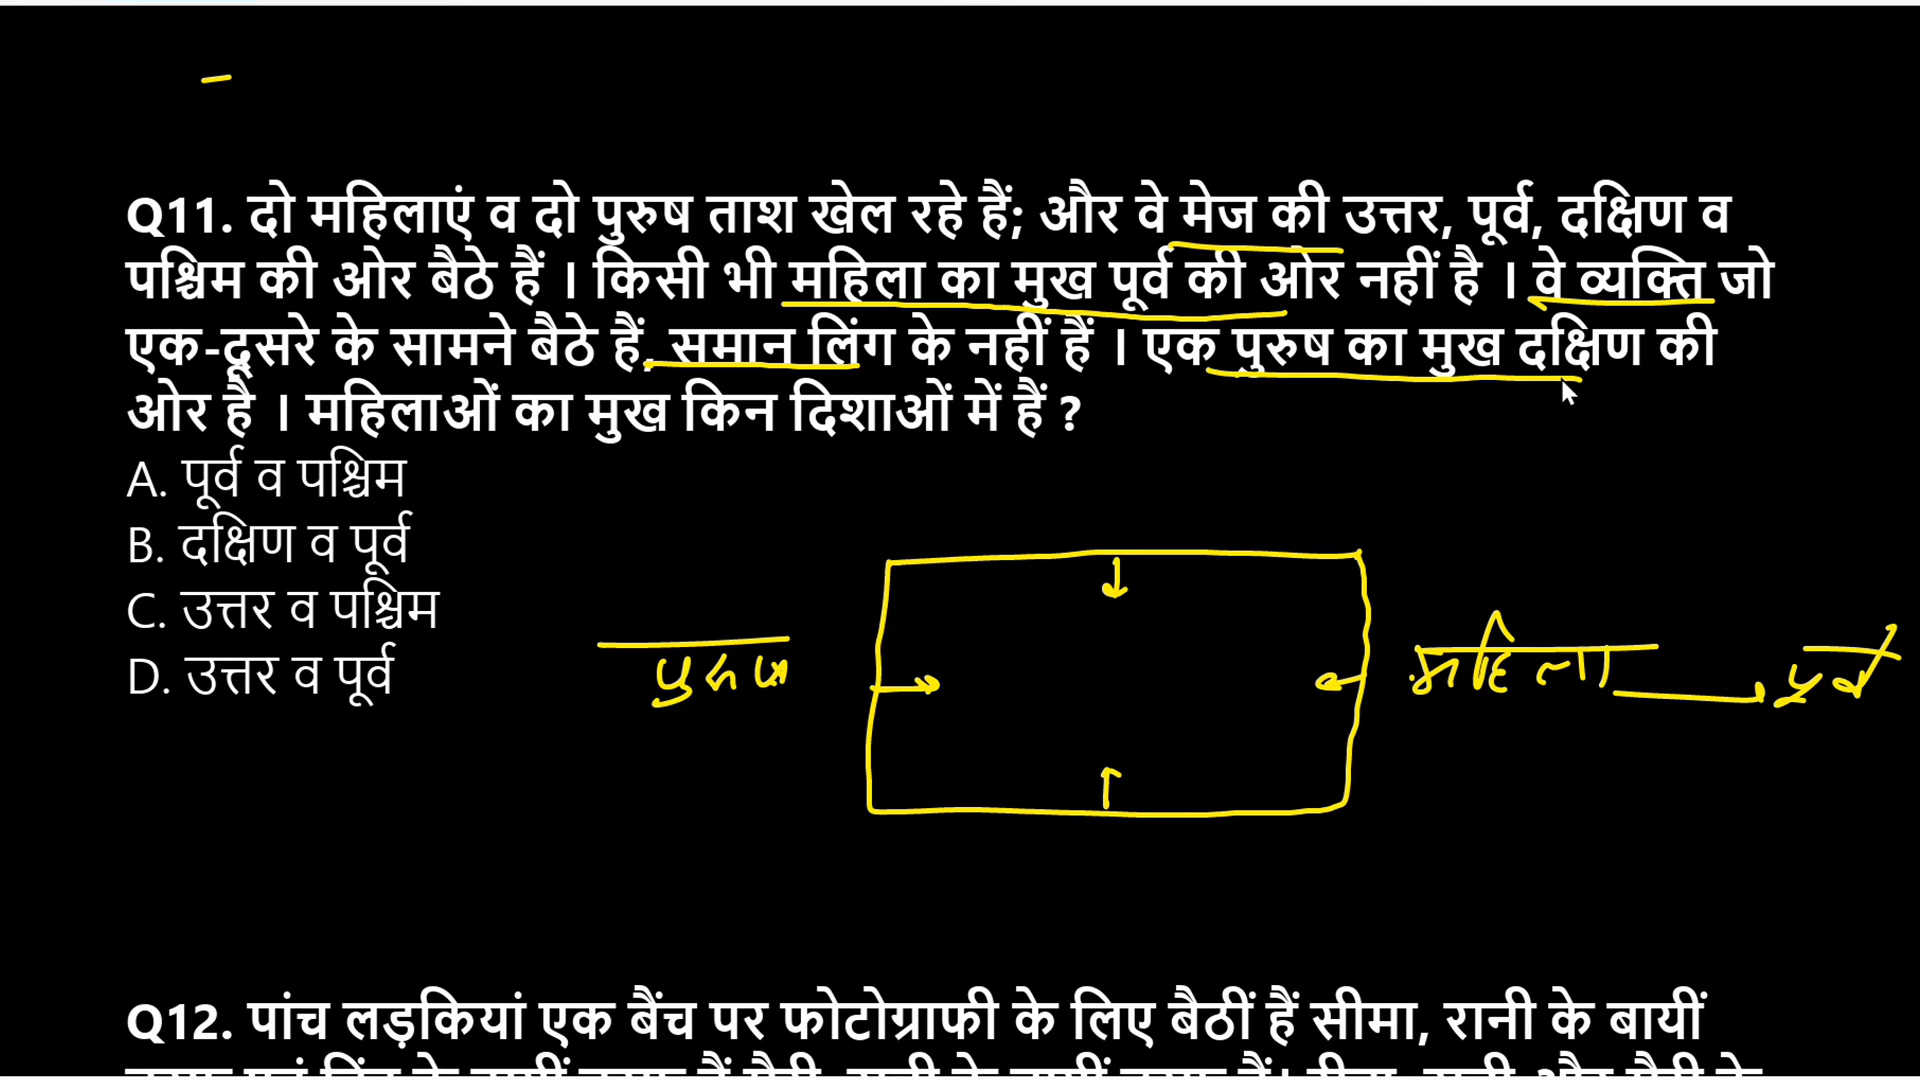 Q11. दो महिलाएं व दो पुरुष ताश खेल रहे हैं; और वे मेज की उत्तर, पूर्व, दक्षिण व
पश्चिम की ओर बैठे हैं । किसी भी महिला का मुख पूर्व की ओर नहीं है । वे व्यक्ति जो
एक-दूसरे के सामने बैठे हैं, समान लिंग के नहीं हैं । एक पुरुष का मुख दक्षिण की
ओर है । महिलाओं का मुख किन दिशाओं में हैं ?
A. पूर्व व पश्चिम
B. दक्षिण व पूर्व
C. उत्तर व पश्चिम
D. उत्तर व पूर्व
पुरुष महिला पूर्व
Q12. पांच लड़कियां एक बैंच पर फोटोग्राफी के लिए बैठीं हैं सीमा, रानी के बायीं